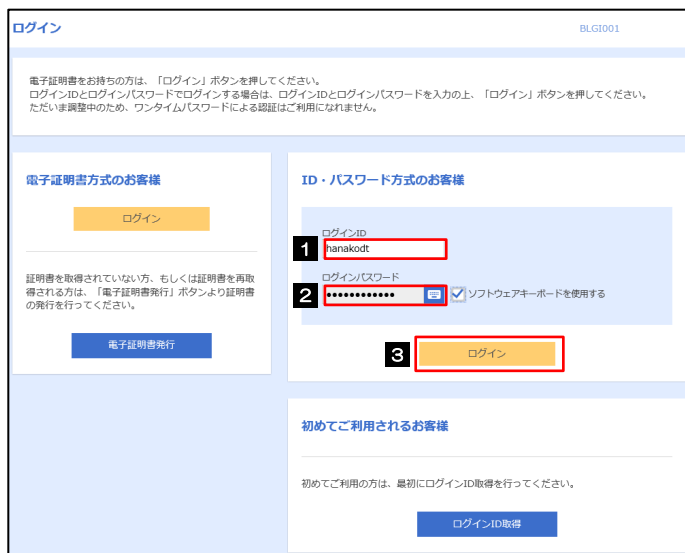 ログイン
BLGI001
電子証明書をお持ちの方は、「ログイン」ボタンを押してください。
ログインIDとログインパスワードでログインする場合は、ログインIDとログインパスワードを入力の上、「ログイン」ボタンを押してください。
ただいま調整中のため、ワンタイムパスワードによる認証はご利用になれません。
電子証明書方式のお客様
ログイン
証明書を取得されていない方、もしくは証明書を再取
得される方は、「電子証明書発行」ボタンより証明書
の発行を行ってください。
電子証明書発行
ID・パスワード方式のお客様
ログインID
1 hanakodt
ログインパスワード
2 •••••••••••• ソフトウェアキーボードを使用する
3 ログイン
初めてご利用されるお客様
初めてご利用の方は、最初にログインID取得を行ってください。
ログインID取得